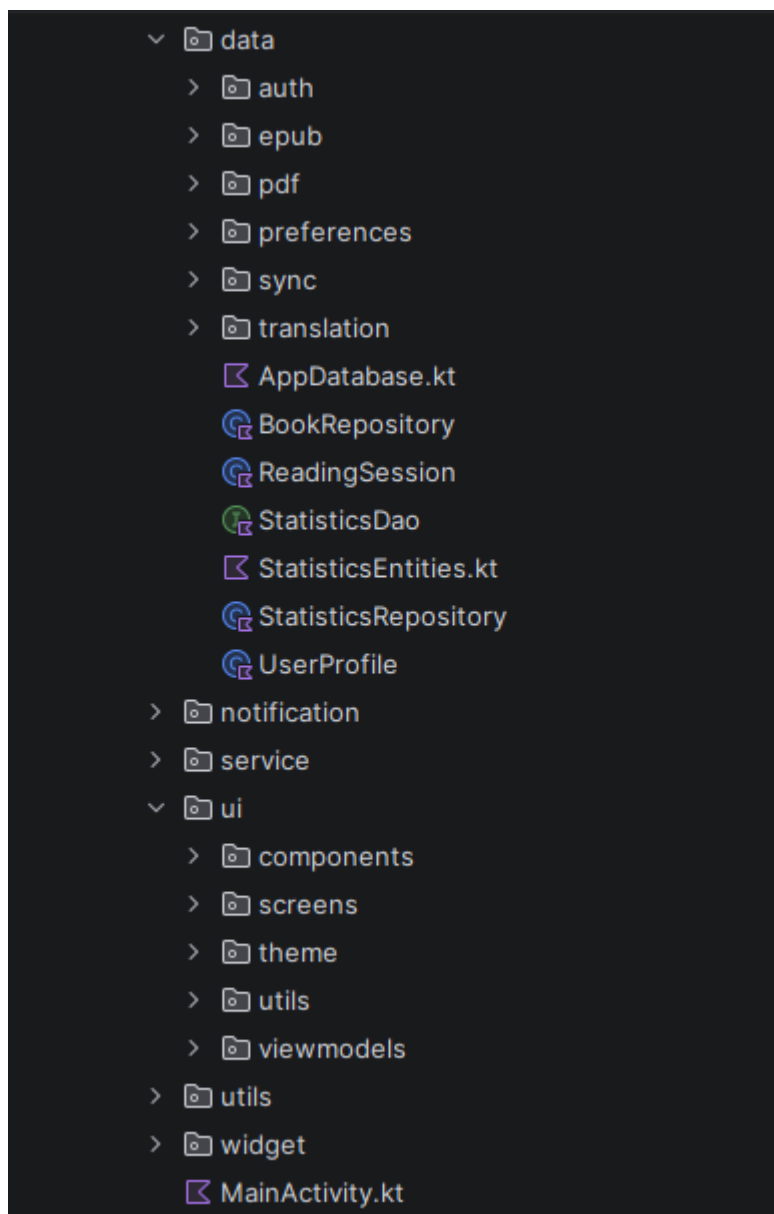 data
auth
epub
pdf
preferences
sync
translation
AppDatabase.kt
BookRepository
ReadingSession
StatisticsDao
StatisticsEntities.kt
StatisticsRepository
UserProfile
notification
service
ui
components
screens
theme
utils
viewmodels
utils
widget
MainActivity.kt